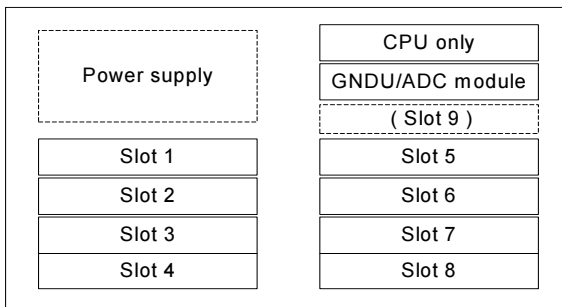 Power supply
CPU only
GNDU/ADC module
( Slot 9 )
Slot 1
Slot 5
Slot 2
Slot 6
Slot 3
Slot 7
Slot 4
Slot 8